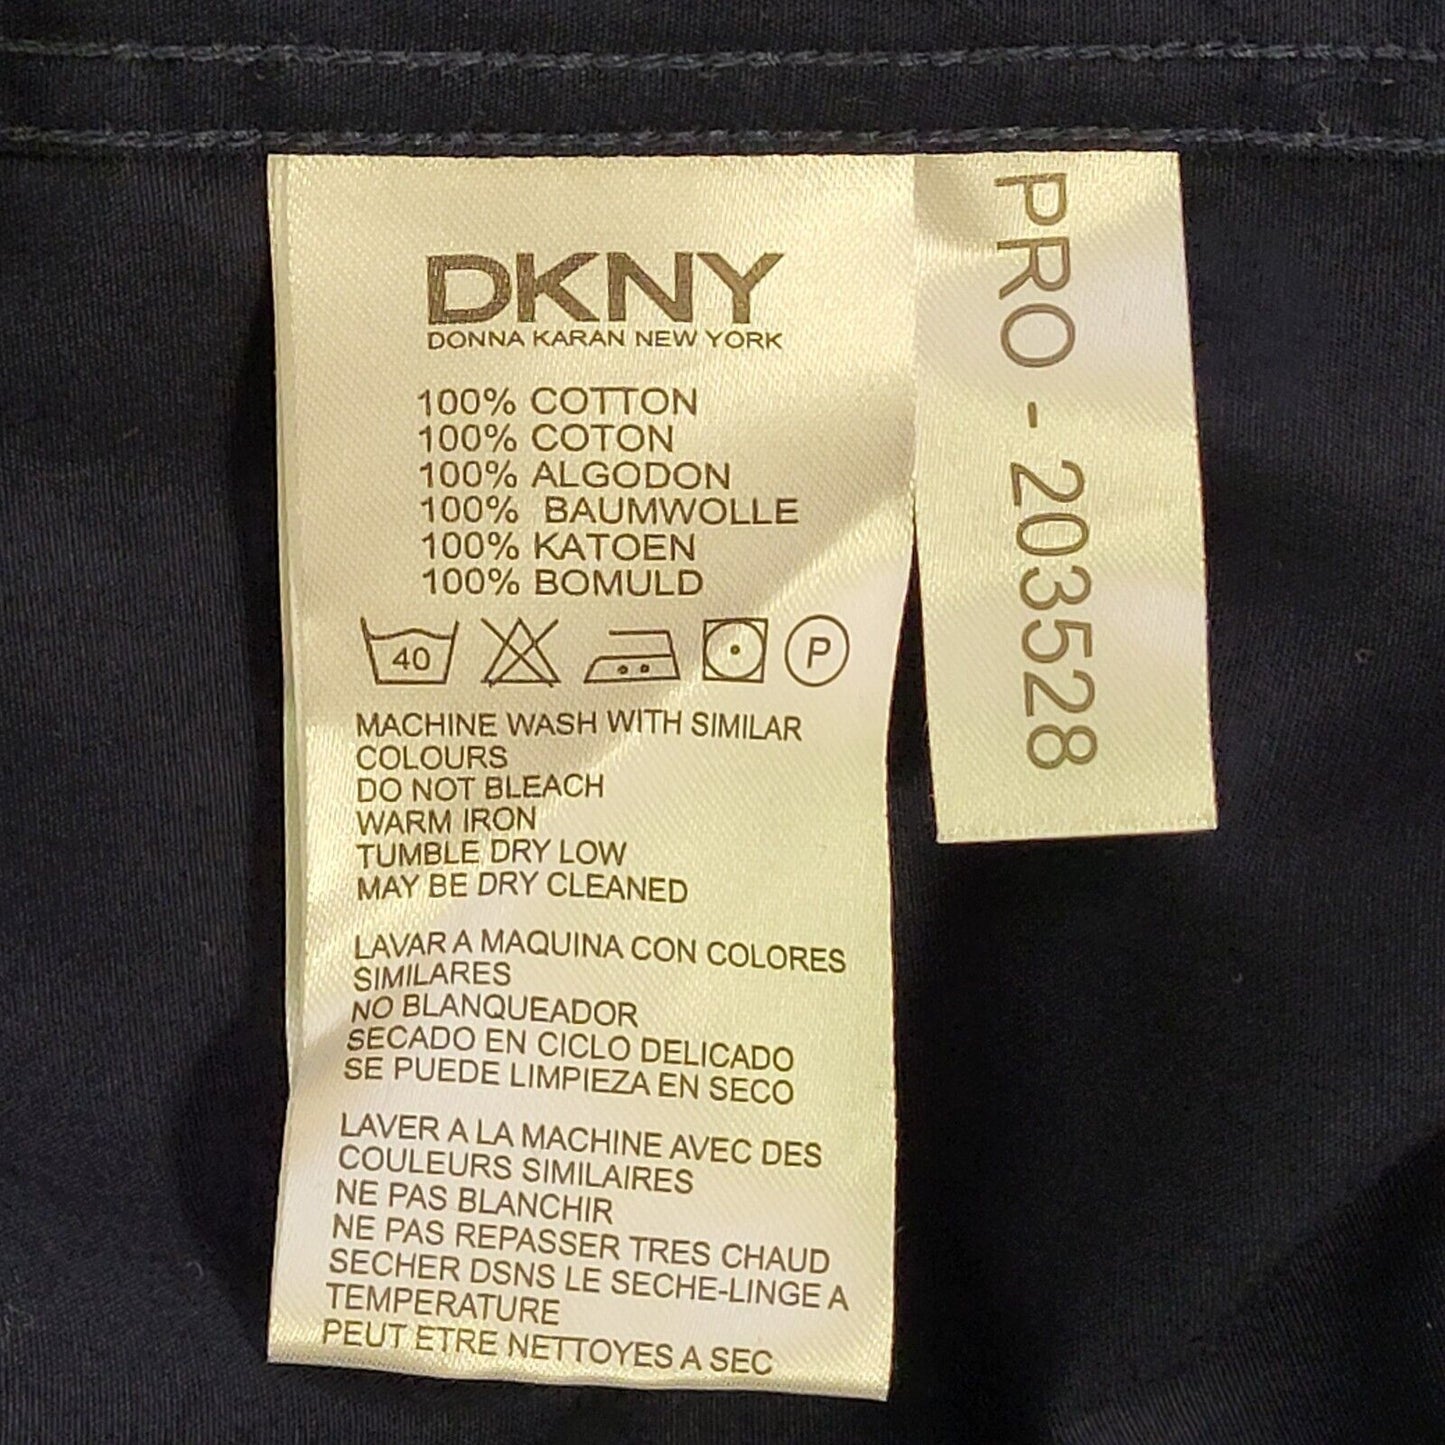 DKNY
DONNA KARAN NEW YORK
100% COTTON
100% COTON
100% ALGODON
100% BAUMWOLLE
100% KATOEN
100% BOMULD
40
P
MACHINE WASH WITH SIMILAR
COLOURS
DO NOT BLEACH
WARM IRON
TUMBLE DRY LOW
MAY BE DRY CLEANED
LAVAR A MAQUINA CON COLORES
SIMILARES
NO BLANQUEADOR
SECADO EN CICLO DELICADO
SE PUEDE LIMPIEZA EN SECO
LAVER A LA MACHINE AVEC DES
COULEURS SIMILAIRES
NE PAS BLANCHIR
NE PAS REPASSER TRES CHAUD
SECHER DSNS LE SECHE-LINGE A
TEMPERATURE
PEUT ETRE NETTOYES A SEC
PRO - 203528